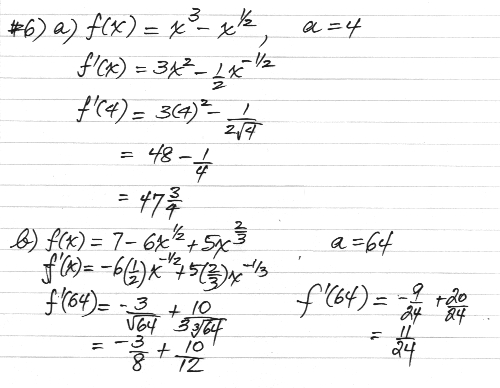 #6) a) f(x) = x^3 - x^{1/2}, a = 4
f'(x) = 3x^2 - \frac{1}{2}x^{-1/2}
f'(4) = 3(4)^2 - \frac{1}{2\sqrt{4}}
= 48 - \frac{1}{4}
= 47\frac{3}{4}
b) f(x) = 7 - 6x^{1/2} + 5x^{\frac{2}{3}} a = 64
f'(x) = -6(\frac{1}{2})x^{-1/2} + 5(\frac{2}{3})x^{-1/3}
f'(64) = -\frac{3}{\sqrt{64}} + \frac{10}{3\sqrt[3]{64}}
= \frac{-3}{8} + \frac{10}{12}
f'(64) = -\frac{9}{24} + \frac{20}{24}
= \frac{11}{24}